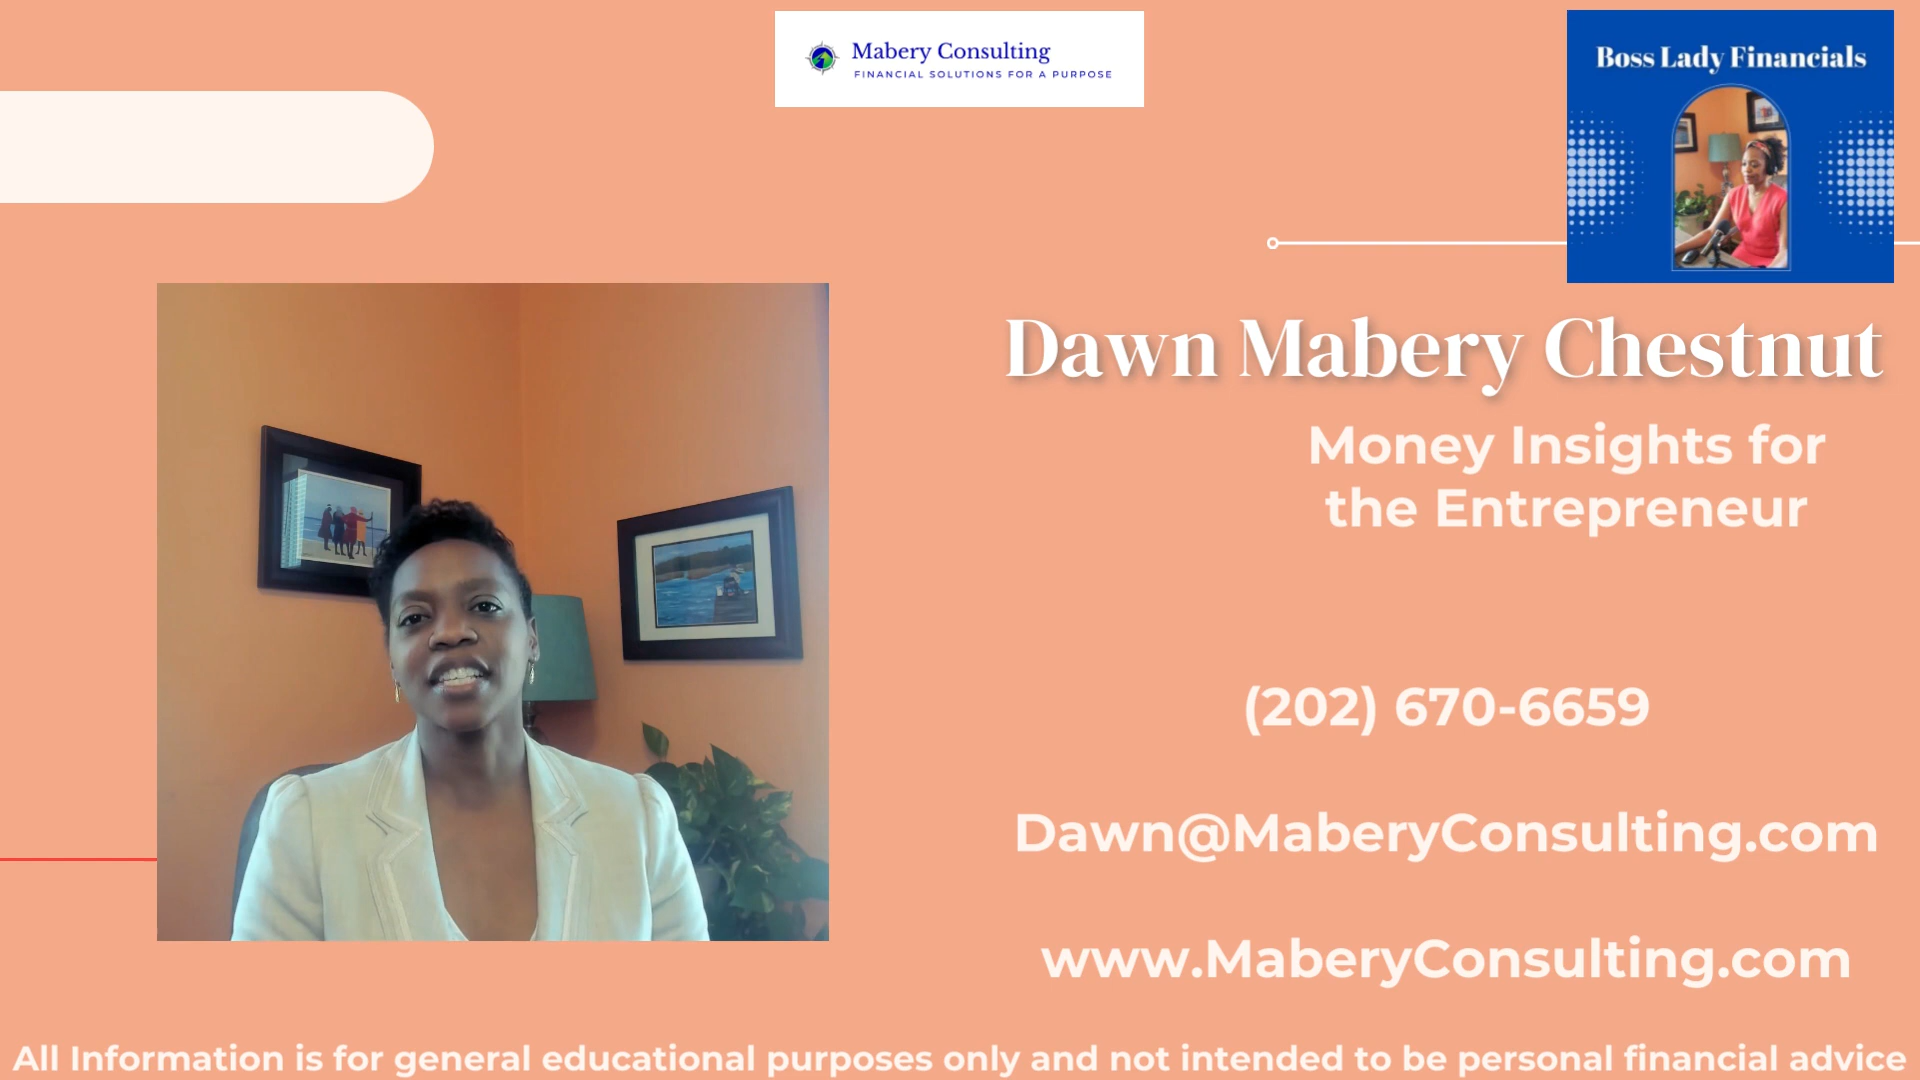 Mabery Consulting
FINANCIAL SOLUTIONS FOR A PURPOSE
Boss Lady Financials
Dawn Mabery Chestnut
Money Insights for
the Entrepreneur
(202) 670-6659
Dawn@MaberyConsulting.com
www.MaberyConsulting.com
All Information is for general educational purposes only and not intended to be personal financial advice